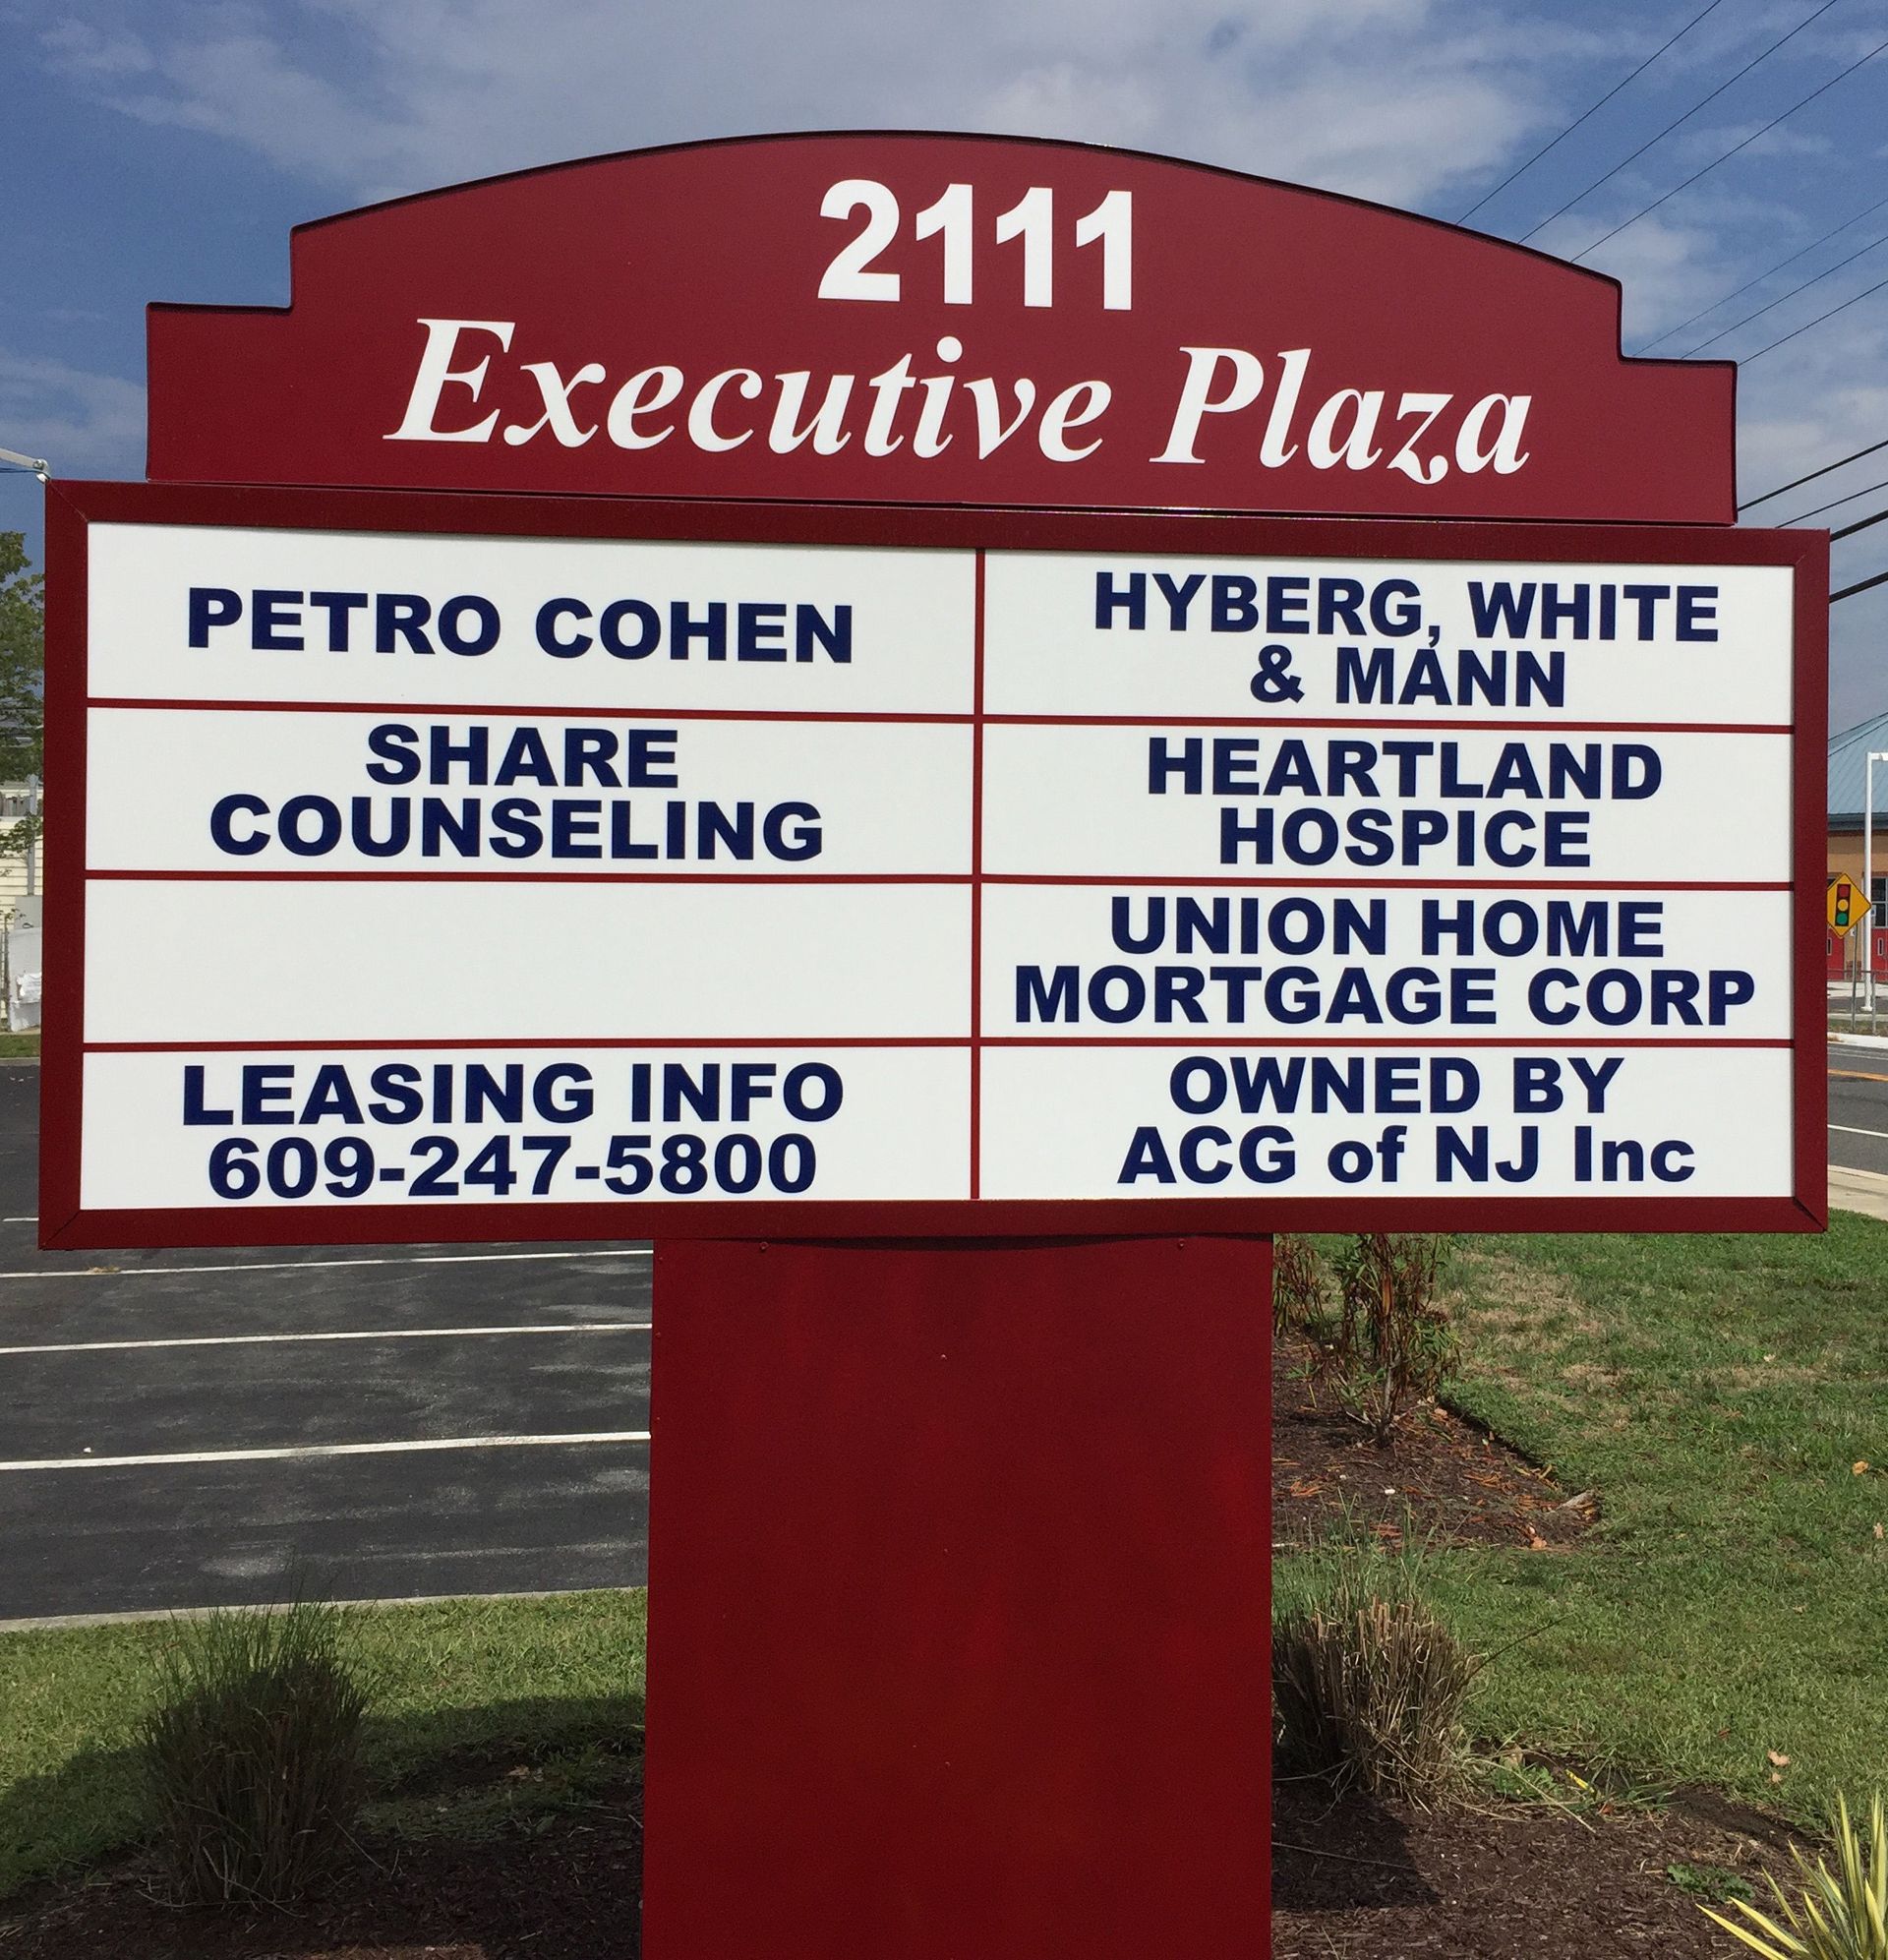 2111
Executive Plaza
PETRO COHEN
HYBERG, WHITE
& MANN
SHARE
COUNSELING
HEARTLAND
HOSPICE
UNION HOME
MORTGAGE CORP
LEASING INFO
609-247-5800
OWNED BY
ACG of NJ Inc